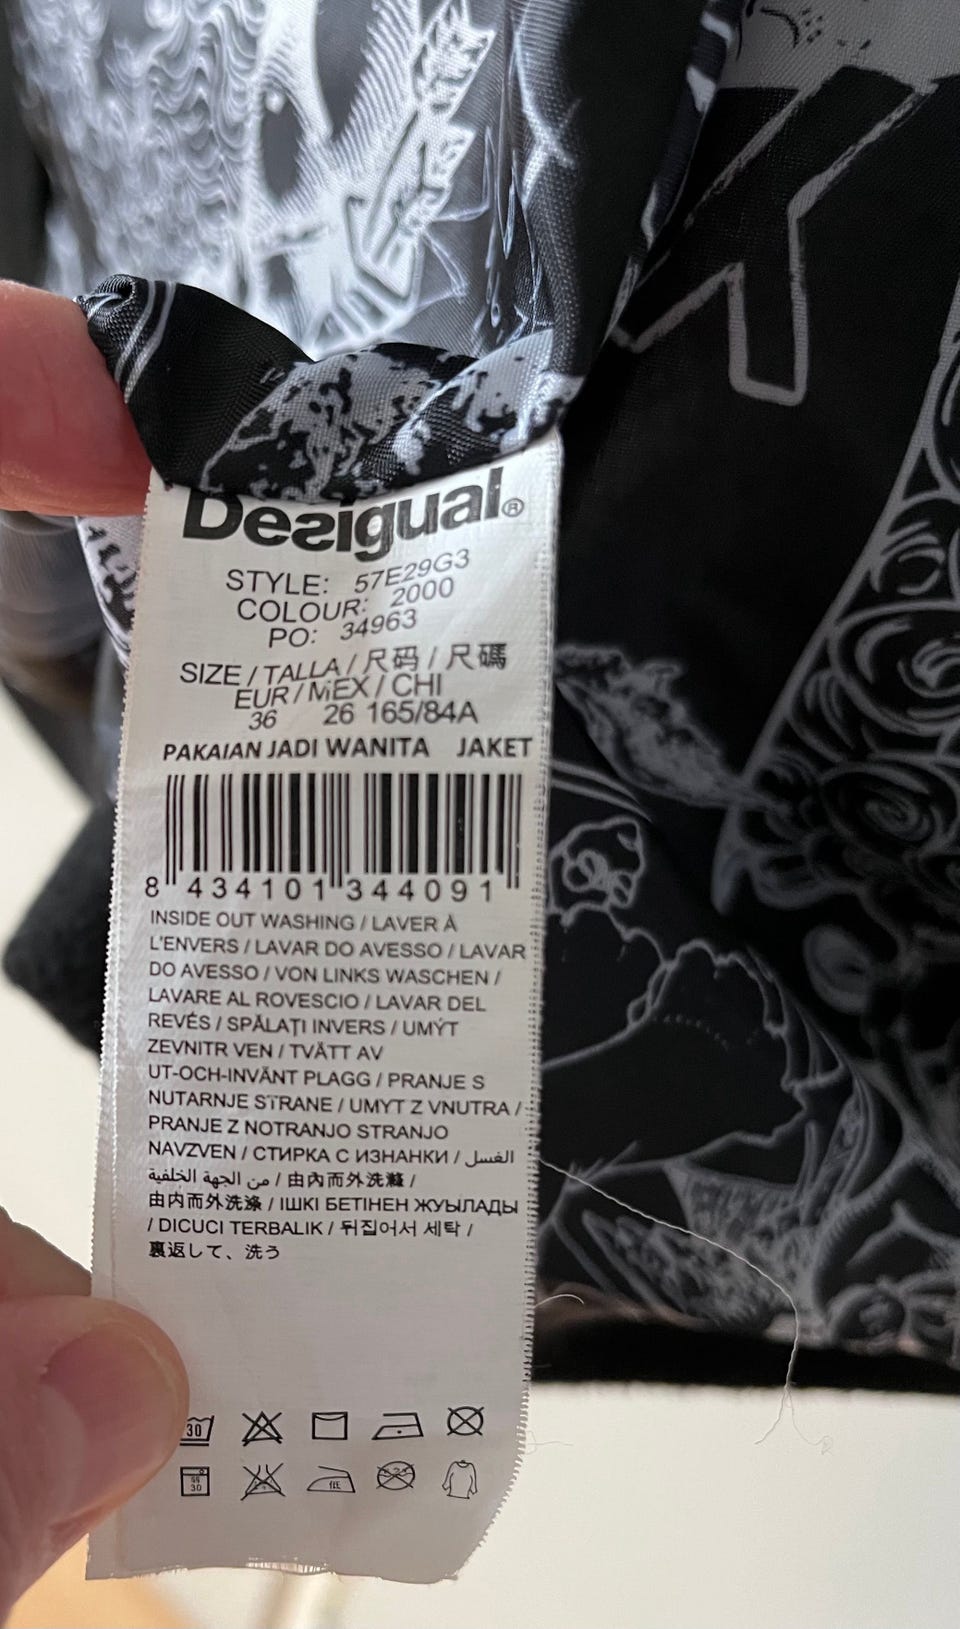 Desigual®
STYLE: 57E29G3
COLOUR: 2000
PO: 34963
SIZE / TALLA / 尺码 / 尺碼
EUR / MEX / CHI
36 26 165/84A
PAKAIAN JADI WANITA JAKET
8 434101 344091
INSIDE OUT WASHING / LAVER À
L'ENVERS / LAVAR DO AVESSO / LAVAR
DO AVESSO / VON LINKS WASCHEN /
LAVARE AL ROVESCIO / LAVAR DEL
REVÉS / SPĂLAȚI INVERS / UMÝT
ZEVNITR VEN / TVÄTT AV
UT-OCH-INVÄNT PLAGG / PRANJE S
NUTARNJE STRANE / UMYT Z VNUTRA /
PRANJE Z NOTRANJO STRANJO
NAVZVEN / СТИРКА С ИЗНАНКИ / الغسل
من الجهة الخلفية / 由內而外洗滌 /
由内而外洗涤 / ІШКІ БЕТІНЕН ЖУЫЛАДЫ
/ DICUCI TERBALIK / 뒤집어서 세탁 /
裏返して、洗う
30
30 低